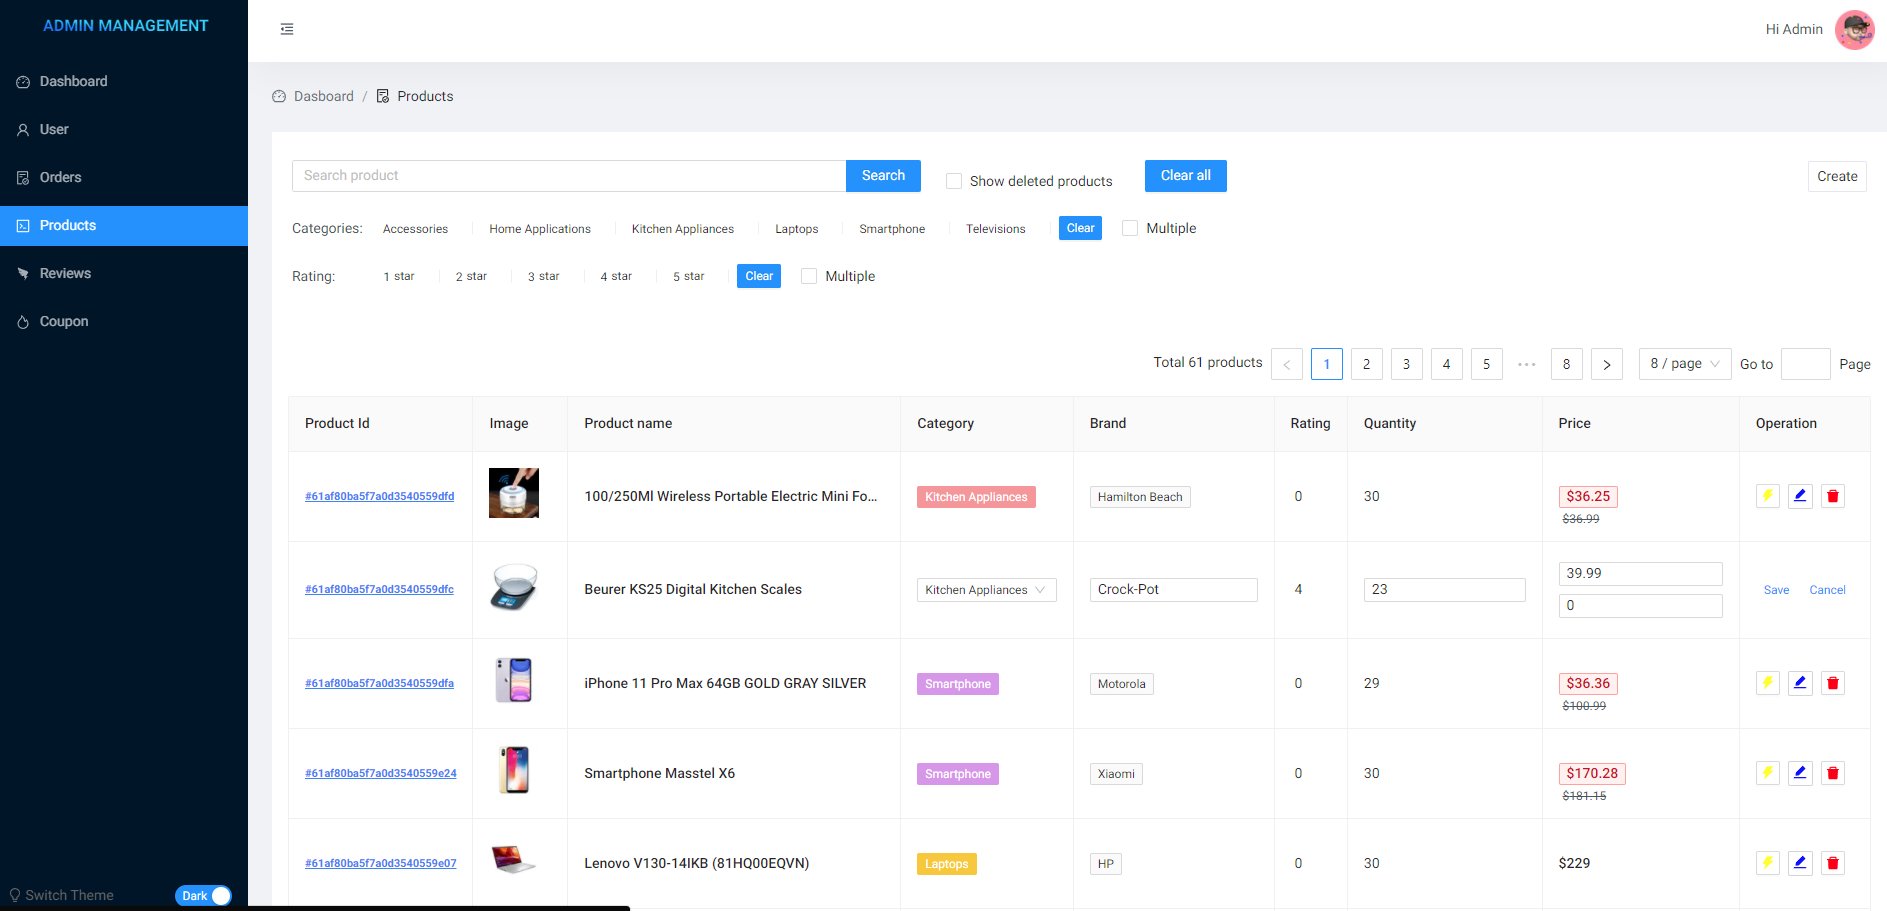 ADMIN MANAGEMENT
Hi Admin
Dashboard
User
Orders
Products
Reviews
Coupon
Switch Theme Dark
Dasboard / Products
Search product Search Show deleted products Clear all Create
Categories: Accessories Home Applications Kitchen Appliances Laptops Smartphone Televisions Clear Multiple
Rating: 1 star 2 star 3 star 4 star 5 star Clear Multiple
Total 61 products < 1 2 3 4 5 ••• 8 > 8 / page Go to Page
Product Id Image Product name Category Brand Rating Quantity Price Operation
#61af80ba5f7a0d3540559dfd 100/250Ml Wireless Portable Electric Mini Fo... Kitchen Appliances Hamilton Beach 0 30 $36.25
$36.99
39.99
#61af80ba5f7a0d3540559dfc Beurer KS25 Digital Kitchen Scales Kitchen Appliances Crock-Pot 4 23 Save Cancel
0
#61af80ba5f7a0d3540559dfa iPhone 11 Pro Max 64GB GOLD GRAY SILVER Smartphone Motorola 0 29 $36.36
$100.99
#61af80ba5f7a0d3540559e24 Smartphone Masstel X6 Smartphone Xiaomi 0 30 $170.28
$181.15
#61af80ba5f7a0d3540559e07 Lenovo V130-14IKB (81HQ00EQVN) Laptops HP 0 30 $229